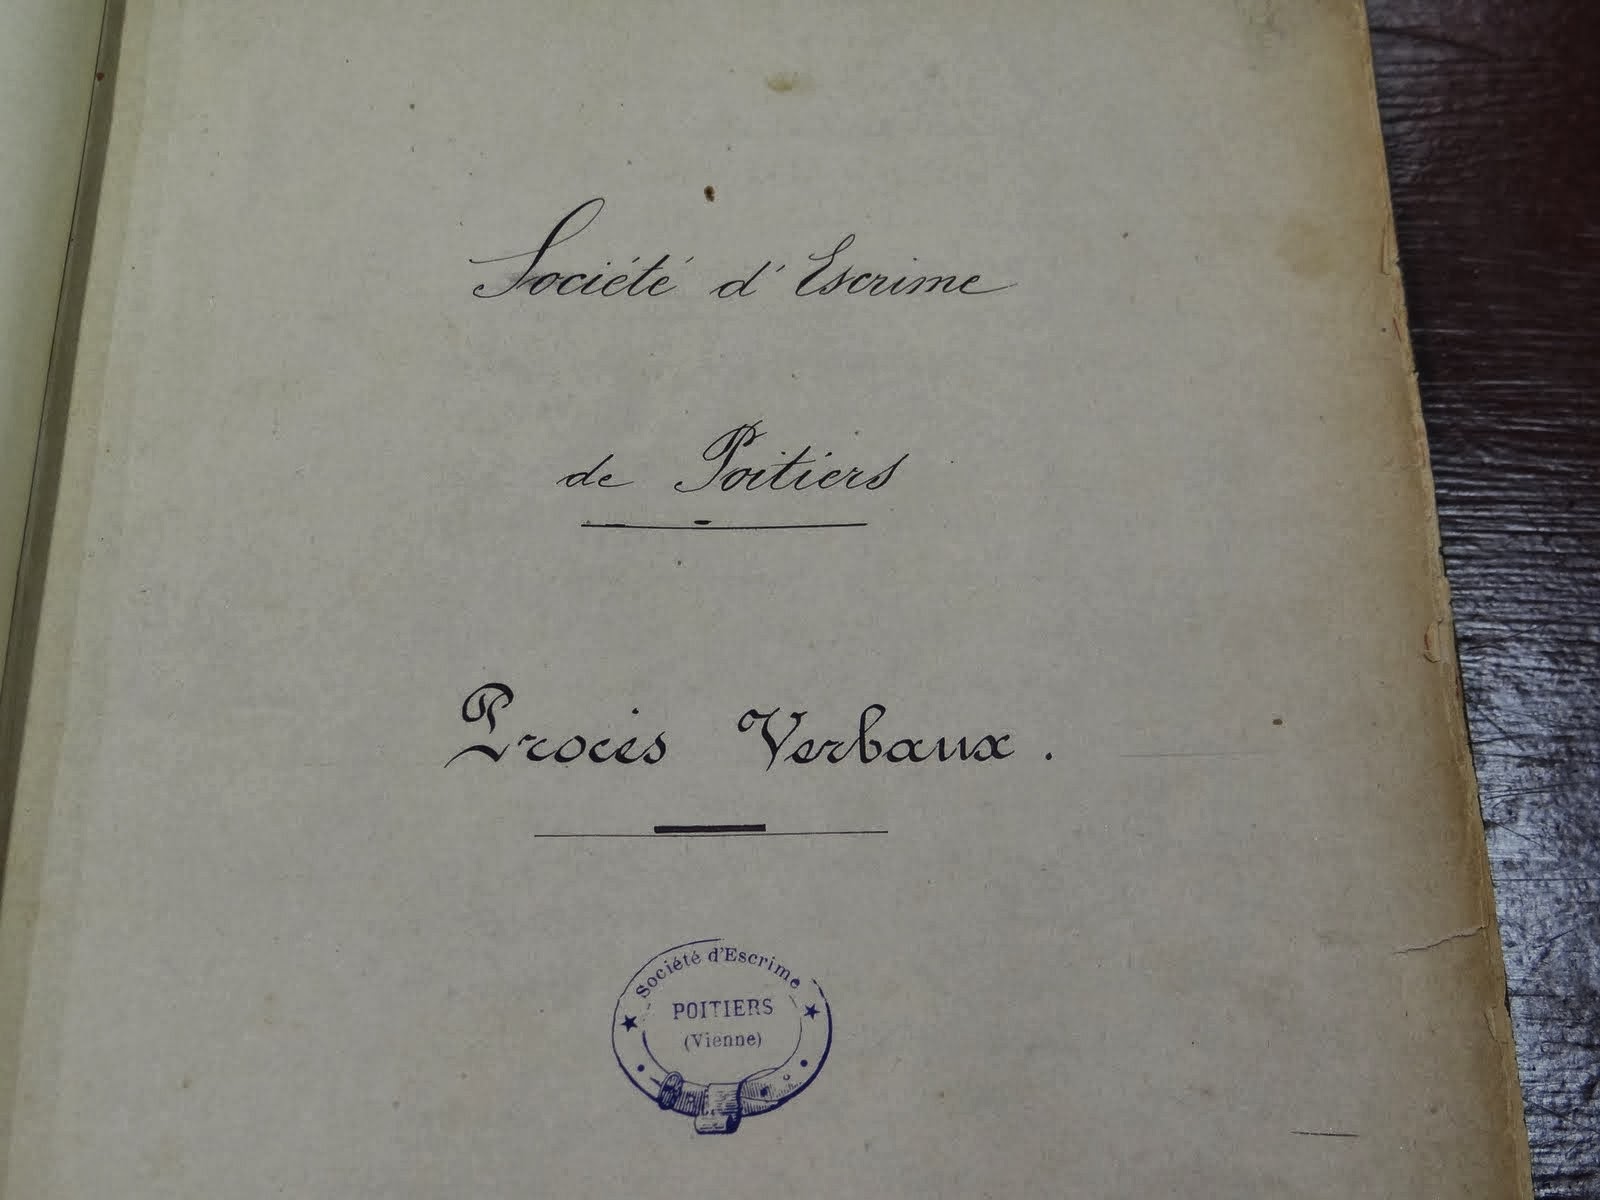 Société d'Escrime
de Poitiers
Procès Verbaux.
Société d'Escrime
POITIERS
(Vienne)